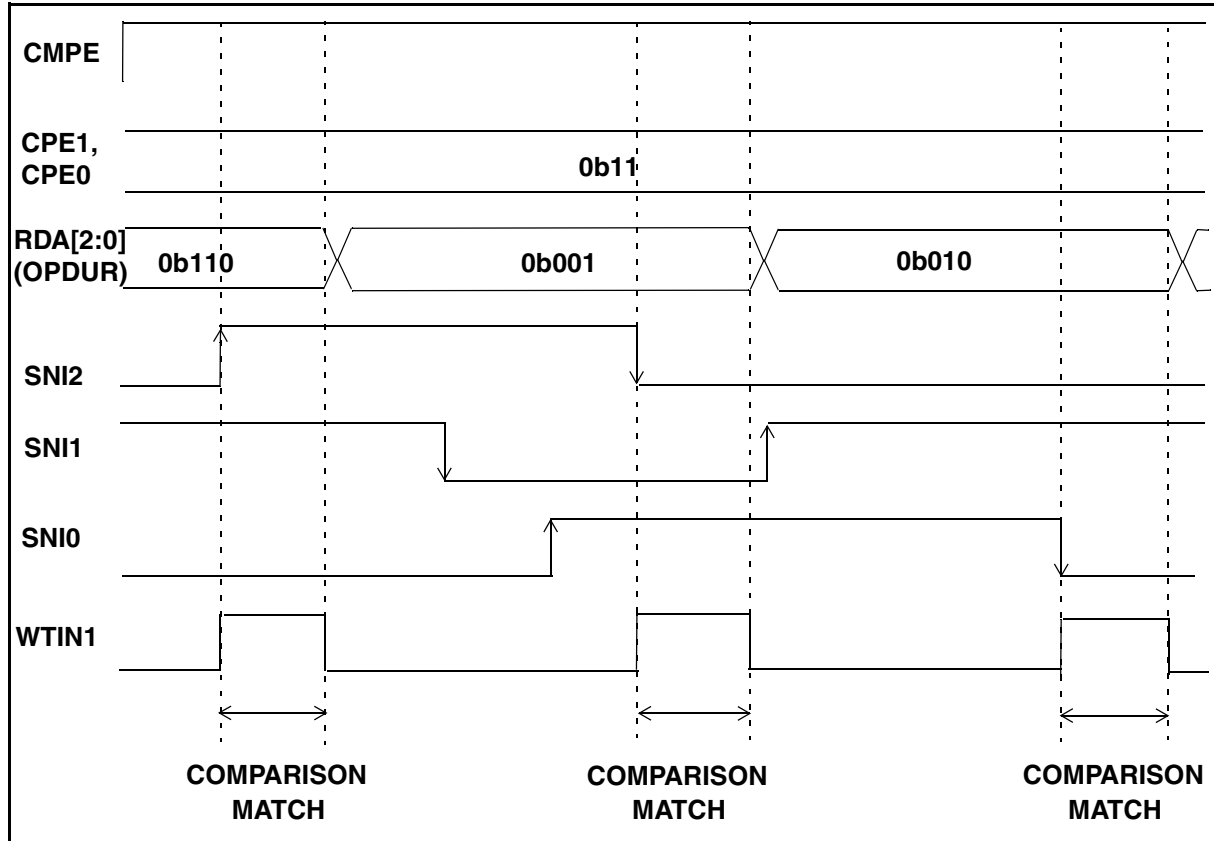 CMPE
CPE1,
CPE0
0b11
RDA[2:0]
(OPDUR)
0b110
0b001
0b010
SNI2
SNI1
SNI0
WTIN1
COMPARISON
MATCH
COMPARISON
MATCH
COMPARISON
MATCH